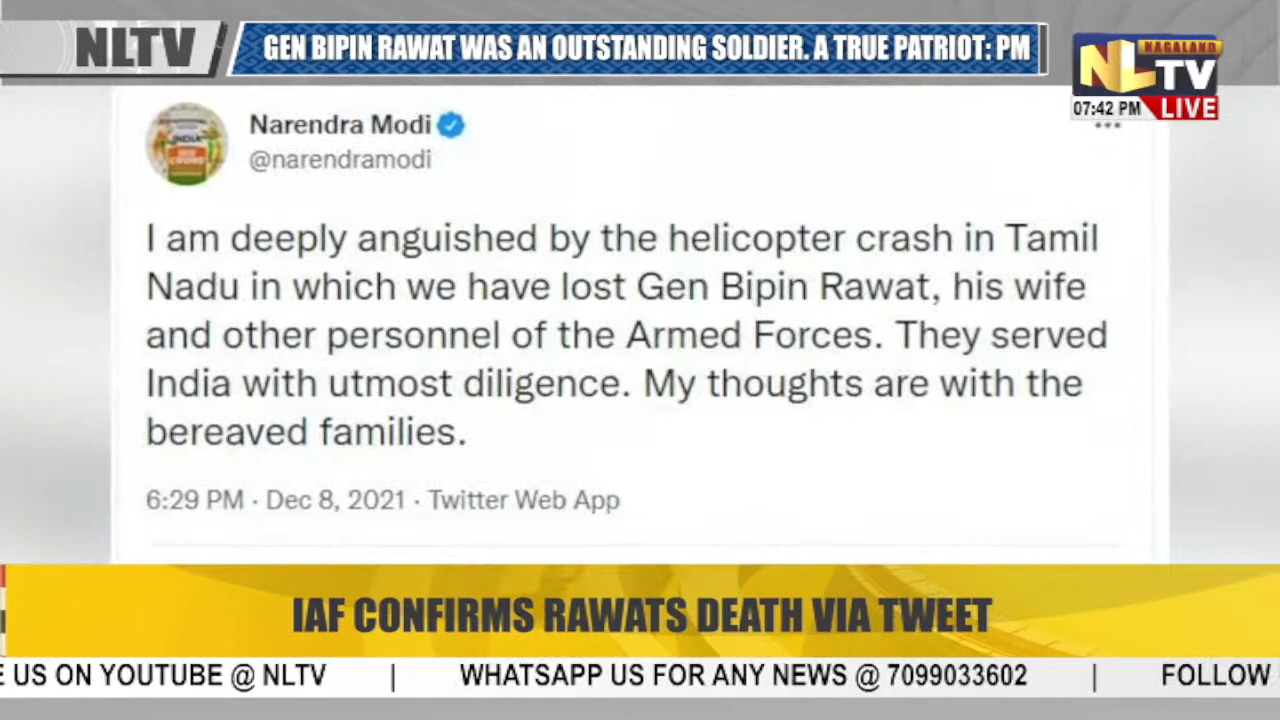 NLTV
GEN BIPIN RAWAT WAS AN OUTSTANDING SOLDIER. A TRUE PATRIOT: PM
NAGALAND
NLTV
07:42 PM LIVE
Narendra Modi
@narendramodi
I am deeply anguished by the helicopter crash in Tamil
Nadu in which we have lost Gen Bipin Rawat, his wife
and other personnel of the Armed Forces. They served
India with utmost diligence. My thoughts are with the
bereaved families.
6:29 PM · Dec 8, 2021 · Twitter Web App
IAF CONFIRMS RAWATS DEATH VIA TWEET
E US ON YOUTUBE @ NLTV | WHATSAPP US FOR ANY NEWS @ 7099033602 | FOLLOW